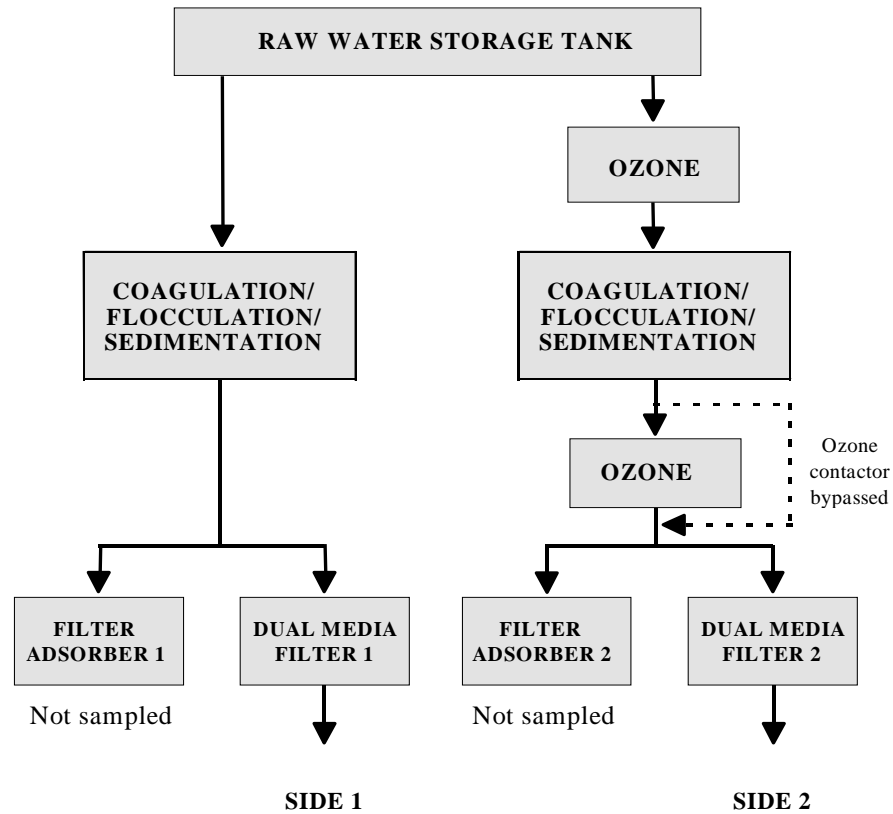 RAW WATER STORAGE TANK
OZONE
COAGULATION/
FLOCCULATION/
SEDIMENTATION
COAGULATION/
FLOCCULATION/
SEDIMENTATION
OZONE
Ozone
contactor
bypassed
FILTER
ADSORBER 1
DUAL MEDIA
FILTER 1
FILTER
ADSORBER 2
DUAL MEDIA
FILTER 2
Not sampled
Not sampled
SIDE 1
SIDE 2